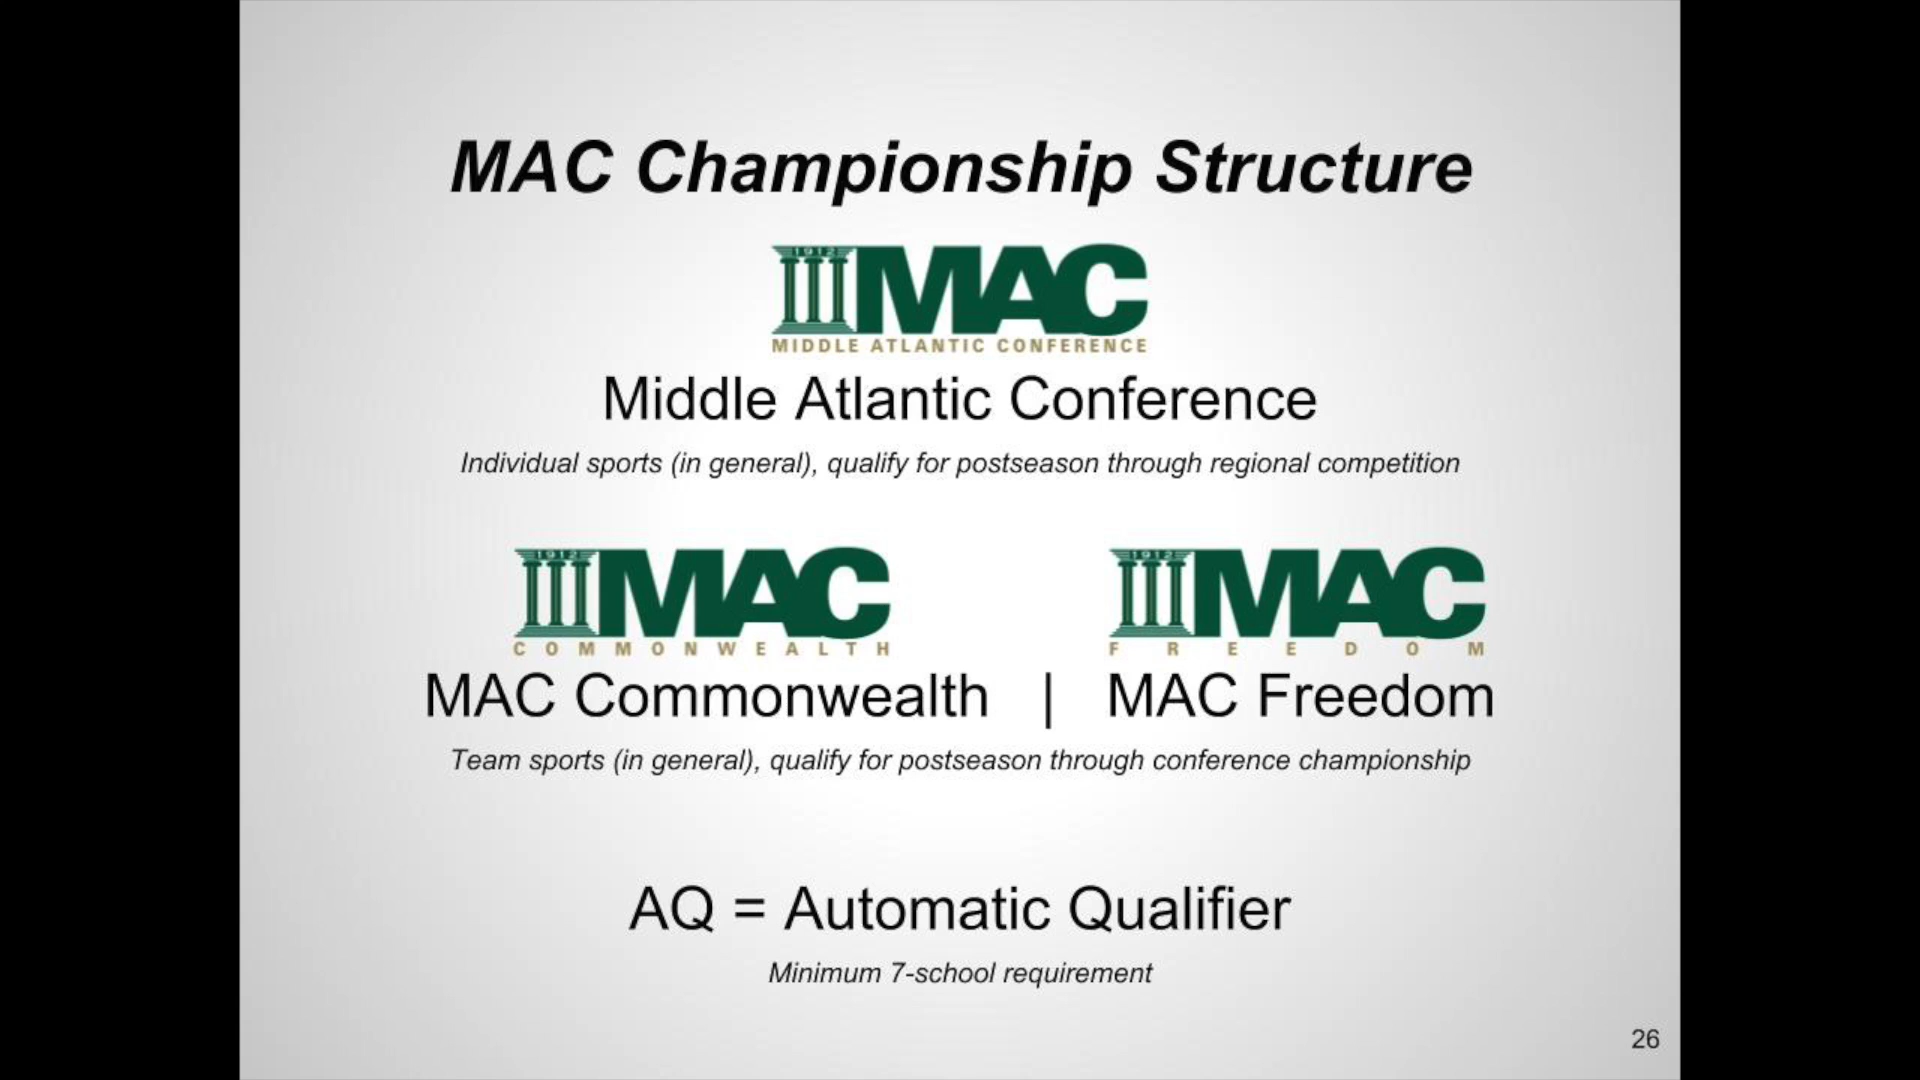 MAC Championship Structure
1912
MAC
MIDDLE ATLANTIC CONFERENCE
Middle Atlantic Conference
Individual sports (in general), qualify for postseason through regional competition
1912
MAC
COMMONWEALTH
1912
MAC
FREEDOM
MAC Commonwealth | MAC Freedom
Team sports (in general), qualify for postseason through conference championship
AQ = Automatic Qualifier
Minimum 7-school requirement
26